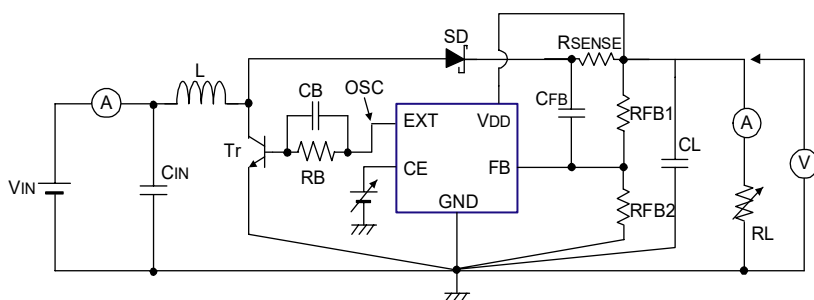 SD
RSENSE
L
OSC
A
CB
EXT
VDD
CFB
RFB1
A
V
Tr
RB
CE
FB
CL
VIN
CIN
GND
RFB2
RL